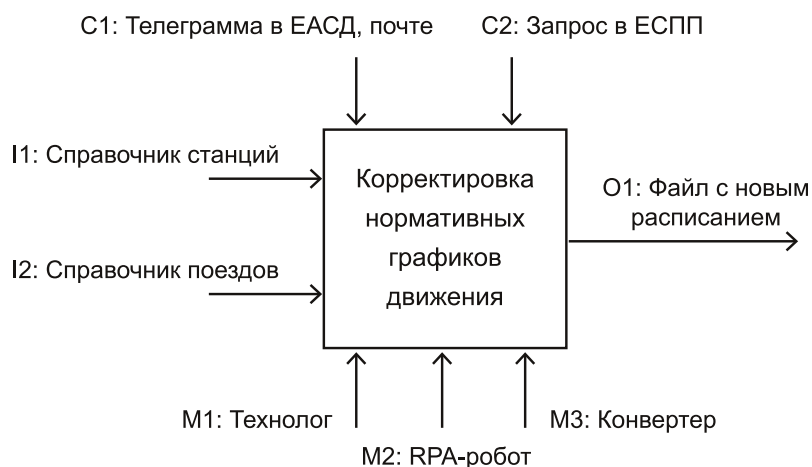 C1: Телеграмма в ЕАСД, почте
C2: Запрос в ЕСПП
I1: Справочник станций
I2: Справочник поездов
Корректировка
нормативных
графиков
движения
O1: Файл с новым
расписанием
M1: Технолог
M2: RPA-робот
M3: Конвертер